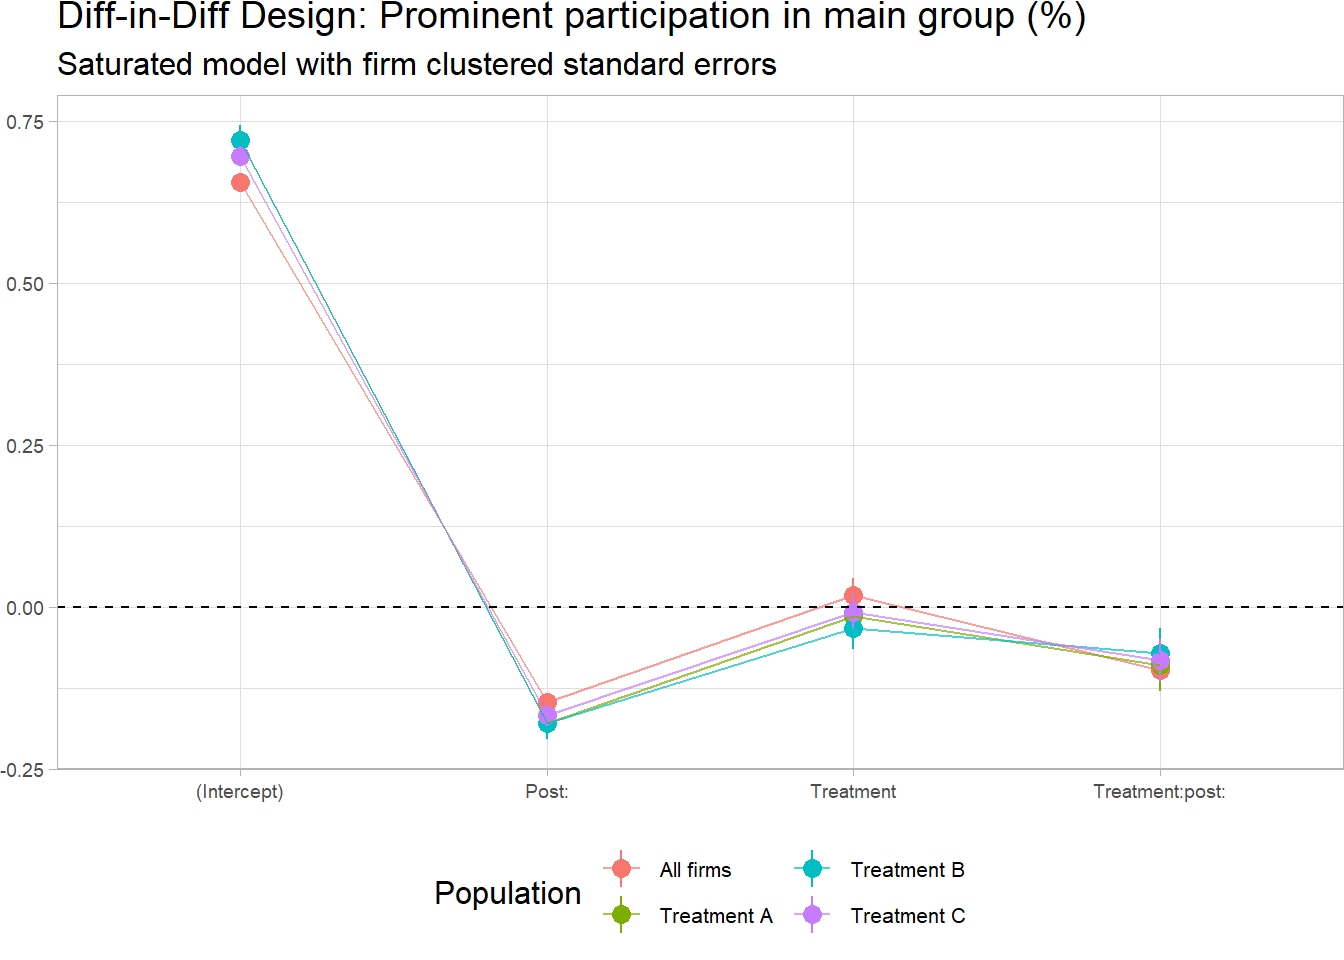 Diff-in-Diff Design: Prominent participation in main group (%)
Saturated model with firm clustered standard errors
0.75
0.50
0.25
0.00
-0.25
(Intercept)
Post:
Treatment
Treatment:post:
Population
All firms
Treatment B
Treatment A
Treatment C